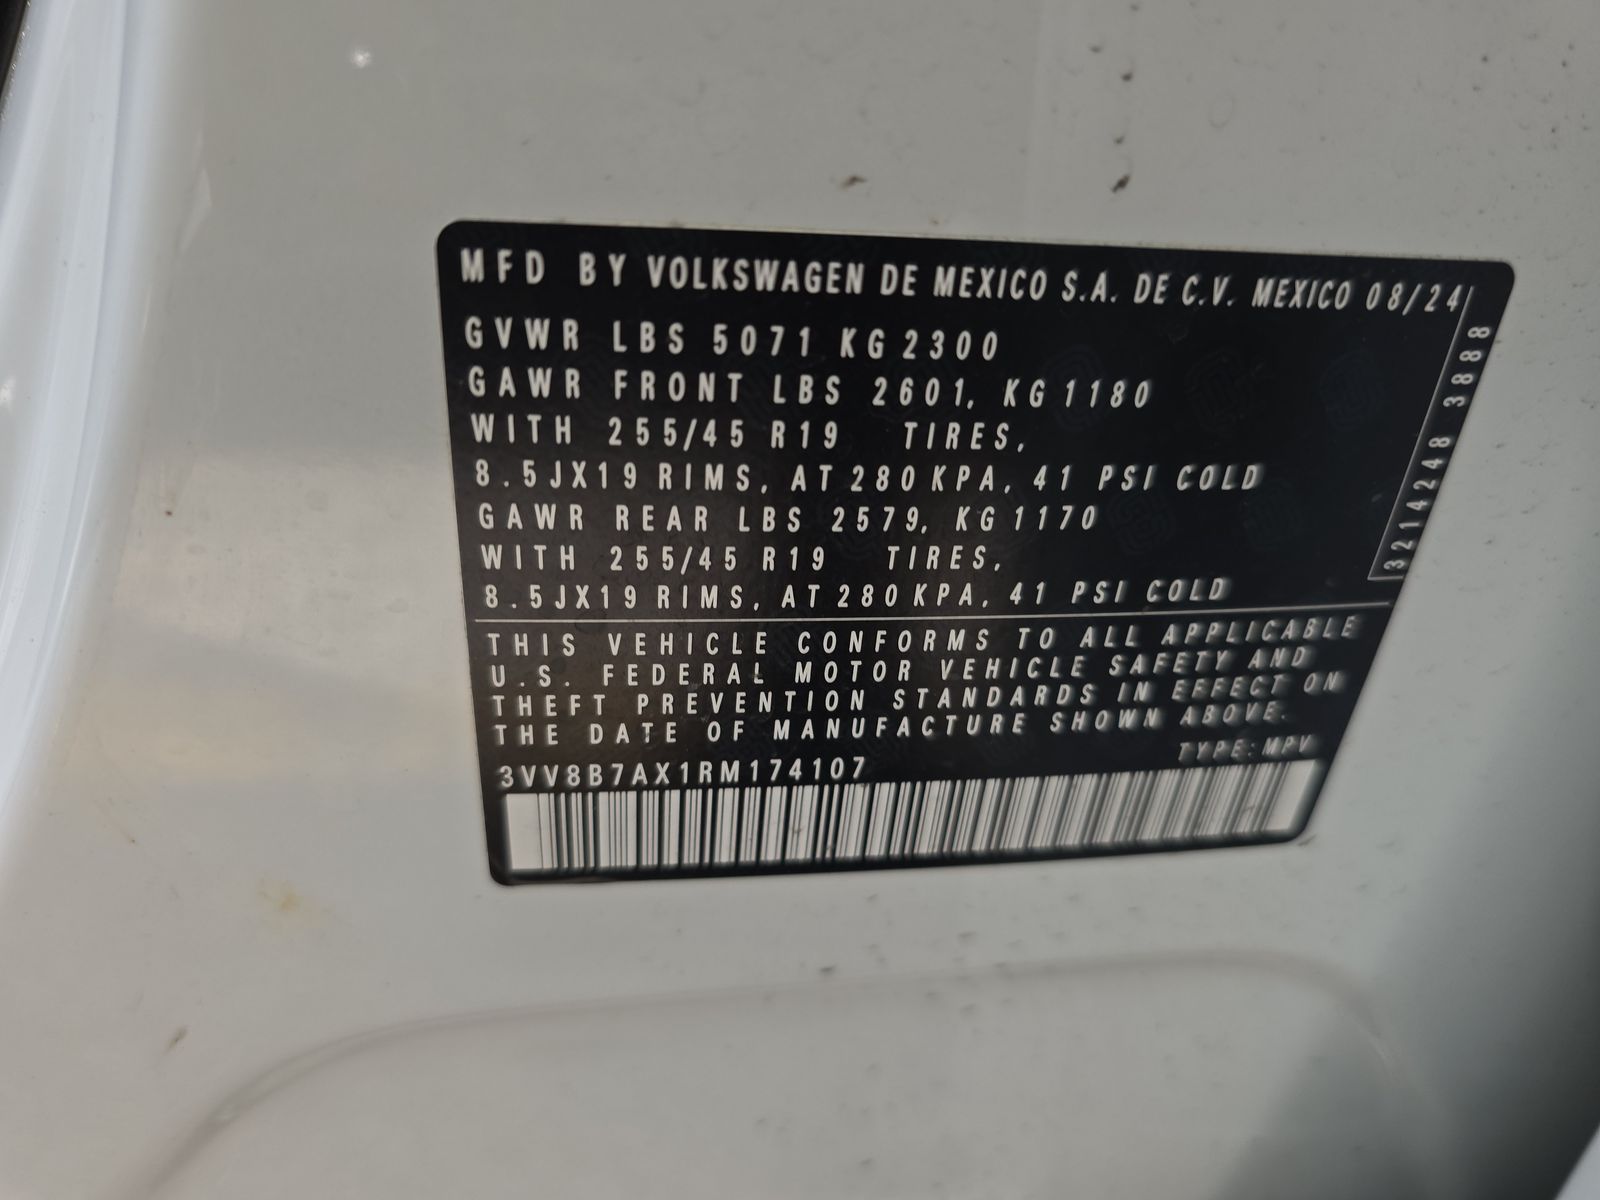 MFD BY VOLKSWAGEN DE MEXICO S.A. DE C.V. MEXICO 08/24
GVWR LBS 5071 KG 2300
GAWR FRONT LBS 2601, KG 1180
WITH 255/45 R19 TIRES,
8.5JX19 RIMS, AT 280 KPA, 41 PSI COLD
GAWR REAR LBS 2579, KG 1170
WITH 255/45 R19 TIRES,
8.5JX19 RIMS, AT 280 KPA, 41 PSI COLD
THIS VEHICLE CONFORMS TO ALL APPLICABLE
U.S. FEDERAL MOTOR VEHICLE SAFETY AND
THEFT PREVENTION STANDARDS IN EFFECT ON
THE DATE OF MANUFACTURE SHOWN ABOVE.
TYPE: MPV
3VV8B7AX1RM174107
3214248 3888